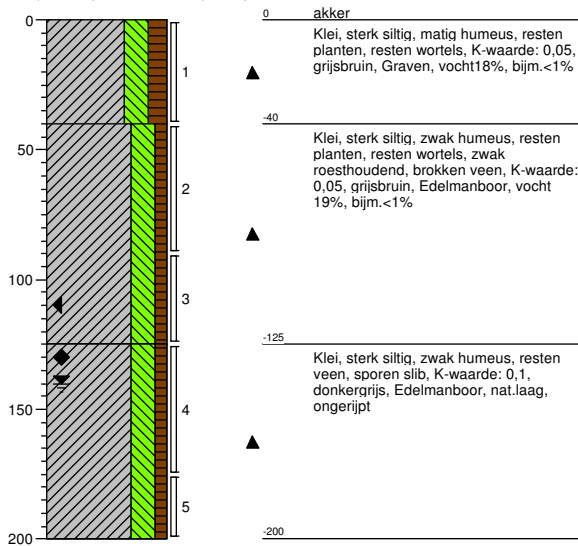 0
50
100
150
200
1
2
3
4
5
0
akker
Klei, sterk siltig, matig humeus, resten
planten, resten wortels, K-waarde: 0,05,
grijsbruin, Graven, vocht18%, bijm.<1%
-40
Klei, sterk siltig, zwak humeus, resten
planten, resten wortels, zwak
roesthoudend, brokken veen, K-waarde:
0,05, grijsbruin, Edelmanboor, vocht
19%, bijm.<1%
-125
Klei, sterk siltig, zwak humeus, resten
veen, sporen slib, K-waarde: 0,1,
donkergrijs, Edelmanboor, nat.laag,
ongerijpt
-200